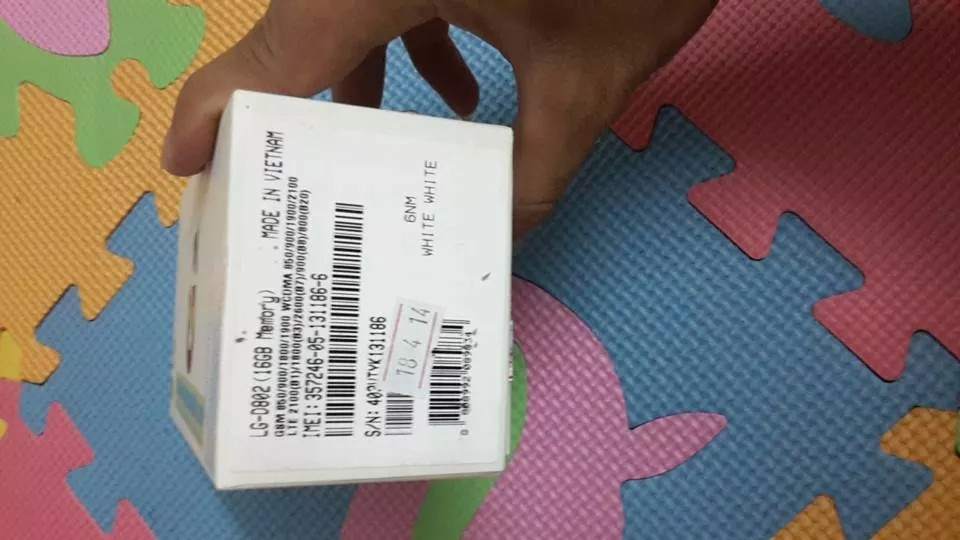 LG-D802(16GB Memory) MADE IN VIETNAM
GSM 850/900/1800/1900 WCDMA 850/900/1900/2100
LTE 2100(B1)/1800(B3)/2600(B7)/900(B8)/800(B20)
IMEI: 357246-05-131186-6
S/N: 402UTYK131186
6NM
WHITE WHITE
18 4 14